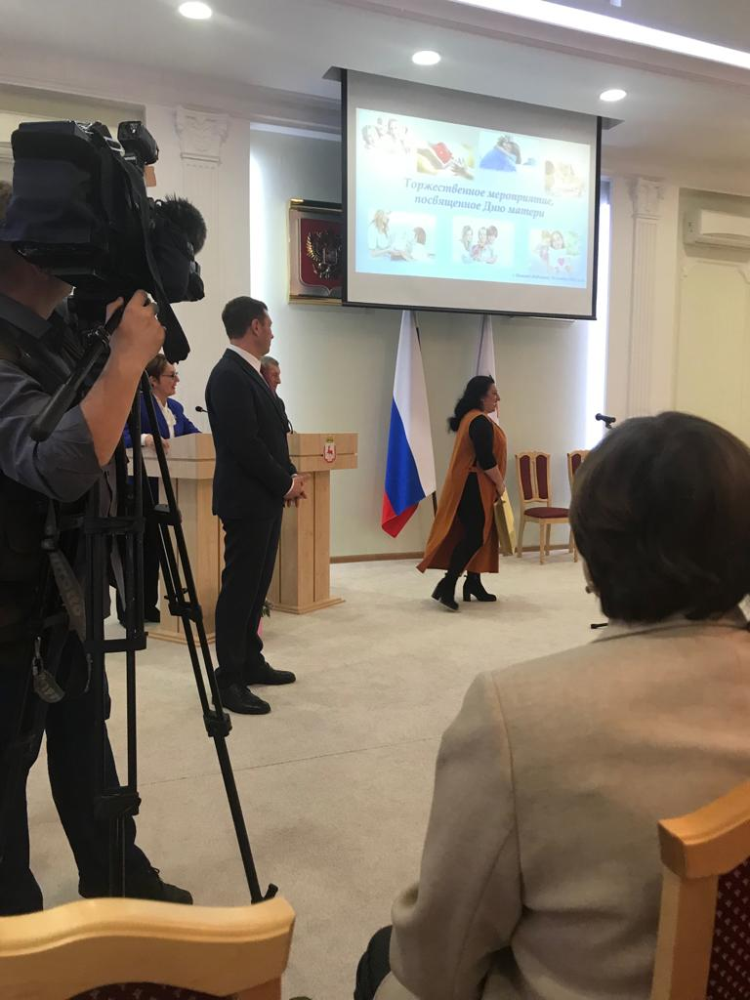 Торжественное мероприятие,
посвященное Дню матери